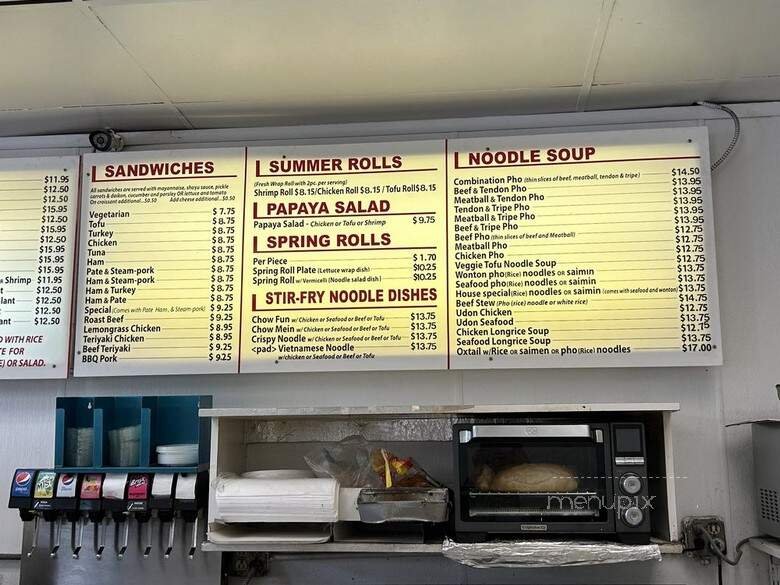 $11.95
$12.50
$12.50
$15.95
$15.95
$12.50
$15.95
$15.95
Shrimp $11.95
$12.50
$12.50
$12.50
$12.50
WITH RICE
FOR
OR SALAD.
SANDWICHES
All sandwiches are served with mayonnaise, shoyu sauce, pickle
carrots & daikon, cucumber and parsley OR lettuce and tomato
On croissant additional...$0.50 Add cheese additional...$0.50
Vegetarian $ 7.75
Tofu $ 8.75
Turkey $ 8.75
Chicken $ 8.75
Tuna $ 8.75
Ham $ 8.75
Pate & Steam-pork $ 8.75
Ham & Steam-pork $ 8.75
Ham & Turkey $ 8.75
Ham & Pate $ 8.75
Special (Comes with Pate Ham, & Steam-pork) $ 9.25
Roast Beef $ 9.25
Lemongrass Chicken $ 8.95
Teriyaki Chicken $ 8.95
Beef Teriyaki $ 9.25
BBQ Pork $ 9.25
SUMMER ROLLS
(Fresh Wrap Roll with 2pc. per serving)
Shrimp Roll $8.15/Chicken Roll $8.15 / Tofu Roll $8.15
PAPAYA SALAD
Papaya Salad - Chicken or Tofu or Shrimp $ 9.75
SPRING ROLLS
Per Piece $ 1.70
Spring Roll Plate (Lettuce wrap dish) $10.25
Spring Roll w/ Vermicelli (Noodle salad dish) $10.25
STIR-FRY NOODLE DISHES
Chow Fun w/ Chicken or Seafood or Beef or Tofu $13.75
Chow Mein w/ Chicken or Seafood or Beef or Tofu $13.75
Crispy Noodle w/ Chicken or Seafood or Beef or Tofu $13.75
<pad> Vietnamese Noodle $13.75
w/chicken or Seafood or Beef or Tofu
NOODLE SOUP
Combination Pho (thin slices of beef, meatball, tendon & tripe) $14.50
Beef & Tendon Pho $13.95
Meatball & Tendon Pho $13.95
Tendon & Tripe Pho $13.95
Meatball & Tripe Pho $13.95
Beef & Tripe Pho $13.95
Beef Pho (thin slices of beef and Meatball) $12.75
Meatball Pho $12.75
Chicken Pho $12.75
Veggie Tofu Noodle Soup $12.75
Wonton pho(Rice) noodles OR saimin $13.75
Seafood pho(Rice) noodles OR saimin $13.75
House special(Rice) noodles OR saimin (comes with seafood and wonton) $13.75
Beef Stew (Pho (rice) noodle or white rice) $14.75
Udon Chicken $12.75
Udon Seafood $13.75
Chicken Longrice Soup $12.75
Seafood Longrice Soup $13.75
Oxtail w/Rice OR saimen OR pho(Rice) noodles $17.00
pepsi
menupix